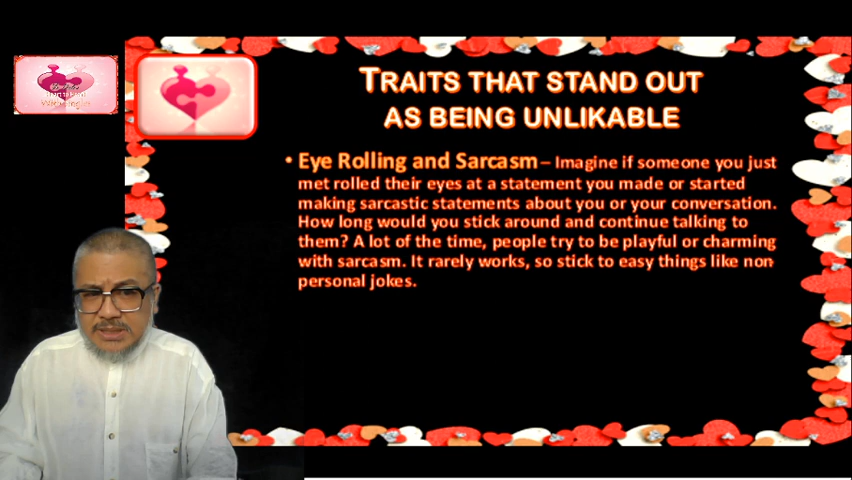 TRAITS THAT STAND OUT
AS BEING UNLIKABLE
• Eye Rolling and Sarcasm – Imagine if someone you just
met rolled their eyes at a statement you made or started
making sarcastic statements about you or your conversation.
How long would you stick around and continue talking to
them? A lot of the time, people try to be playful or charming
with sarcasm. It rarely works, so stick to easy things like non
personal jokes.